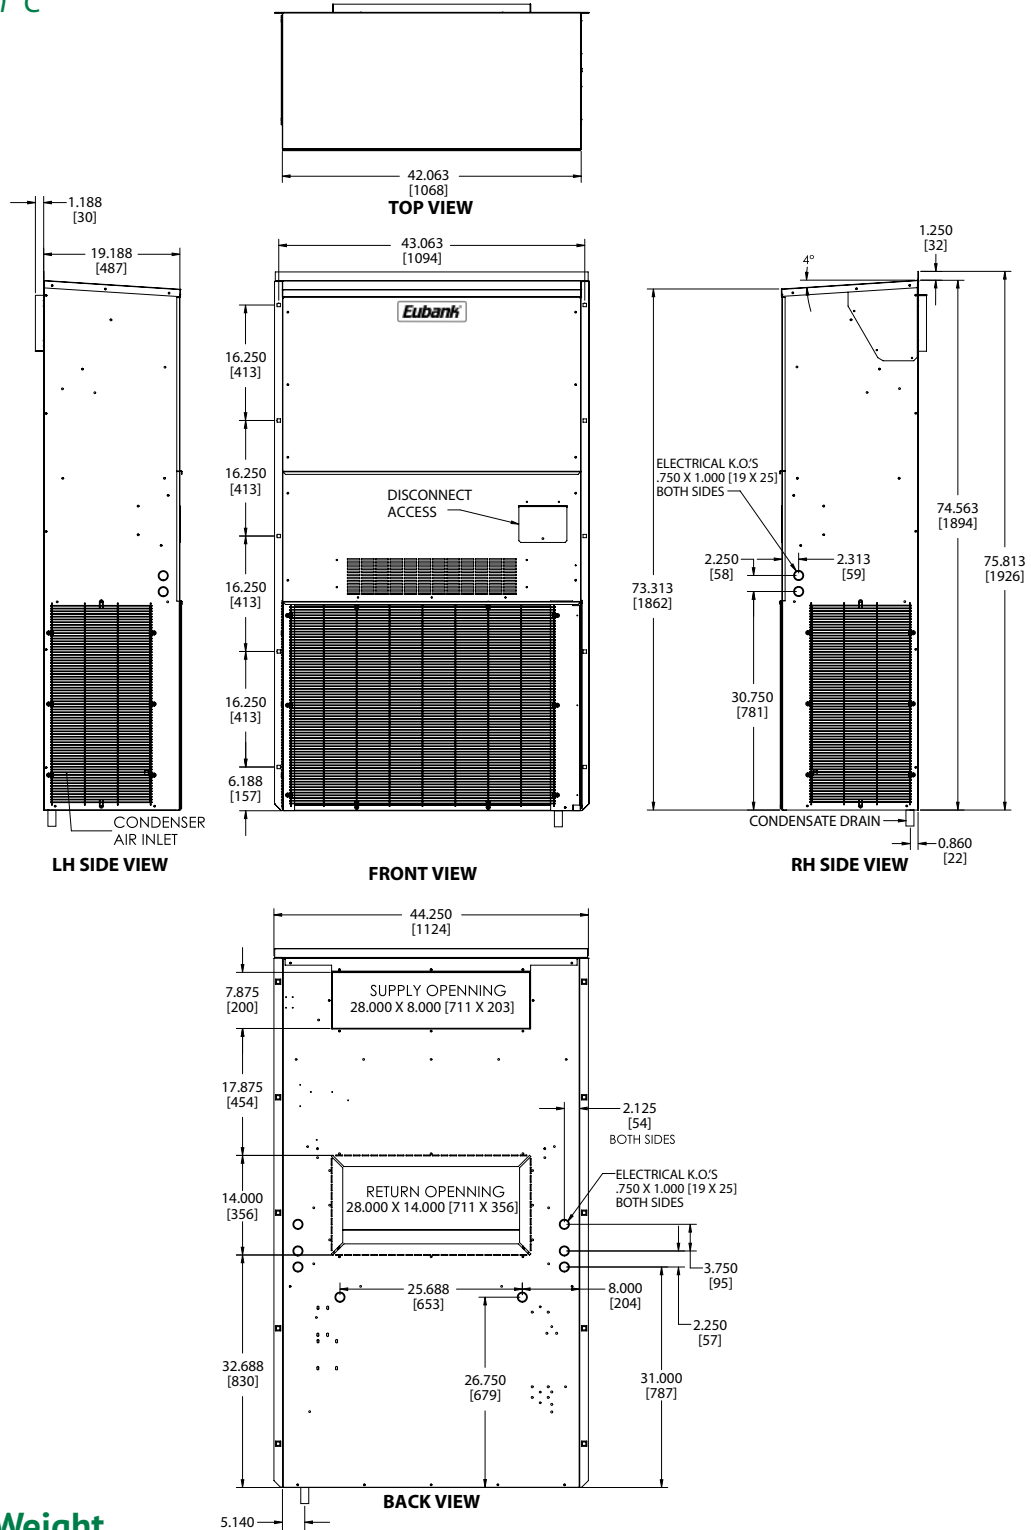 42.063
[1068]
TOP VIEW
1.188
[30]
19.188
[487]
43.063
[1094]
1.250
[32]
4°
Eubank
16.250
[413]
16.250
[413]
16.250
[413]
16.250
[413]
6.188
[157]
DISCONNECT
ACCESS
ELECTRICAL K.O.'S
.750 X 1.000 [19 X 25]
BOTH SIDES
2.250
[58]
2.313
[59]
74.563
[1894]
75.813
[1926]
73.313
[1862]
30.750
[781]
CONDENSER
AIR INLET
CONDENSATE DRAIN
0.860
[22]
LH SIDE VIEW
FRONT VIEW
RH SIDE VIEW
44.250
[1124]
7.875
[200]
SUPPLY OPENNING
28.000 X 8.000 [711 X 203]
17.875
[454]
2.125
[54]
BOTH SIDES
14.000
[356]
RETURN OPENNING
28.000 X 14.000 [711 X 356]
ELECTRICAL K.O.'S
.750 X 1.000 [19 X 25]
BOTH SIDES
3.750
[95]
25.688
[653]
8.000
[204]
2.250
[57]
32.688
[830]
26.750
[679]
31.000
[787]
BACK VIEW
5.140
Weight